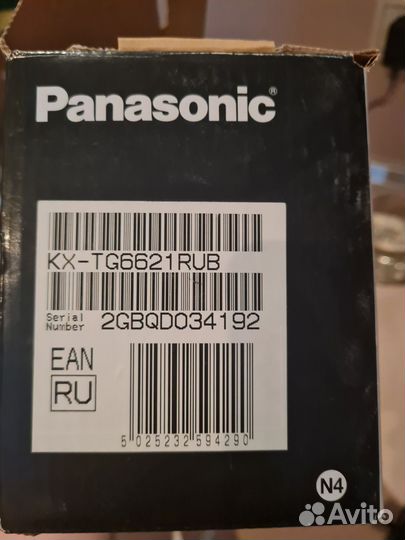 Panasonic®
KX-TG6621RUB
Serial Number 2GBQD034192
EAN
RU
5 025232 594290
N4
Avito